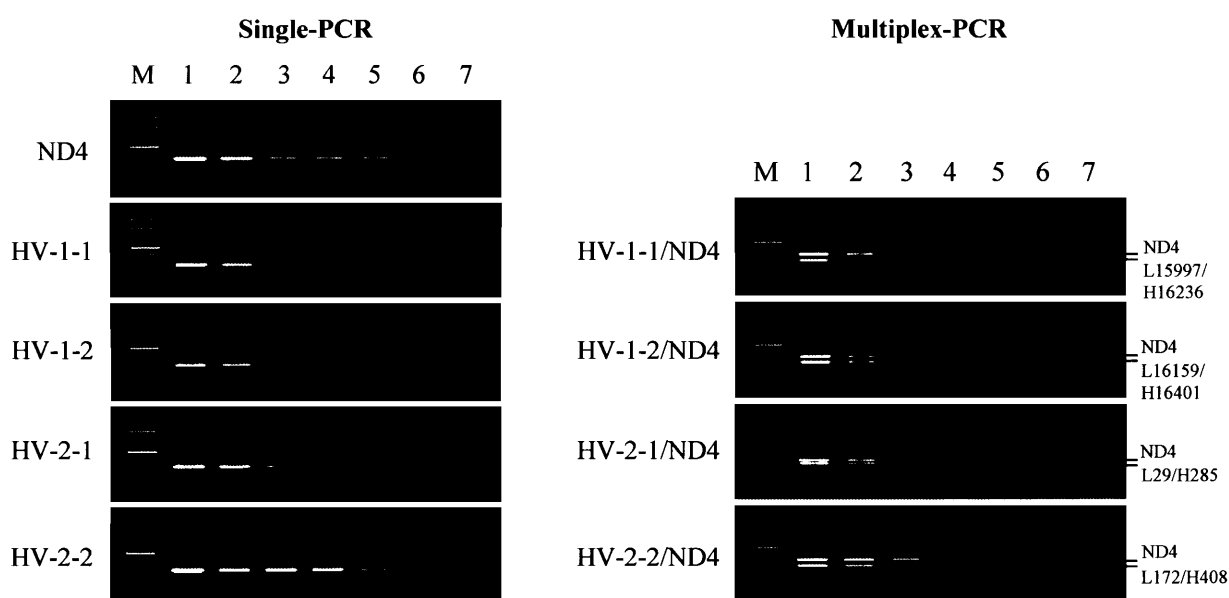 Single-PCR
M 1 2 3 4 5 6 7
ND4
HV-1-1
HV-1-2
HV-2-1
HV-2-2
Multiplex-PCR
M 1 2 3 4 5 6 7
HV-1-1/ND4
ND4
L15997/
H16236
HV-1-2/ND4
ND4
L16159/
H16401
HV-2-1/ND4
ND4
L29/H285
HV-2-2/ND4
ND4
L172/H408